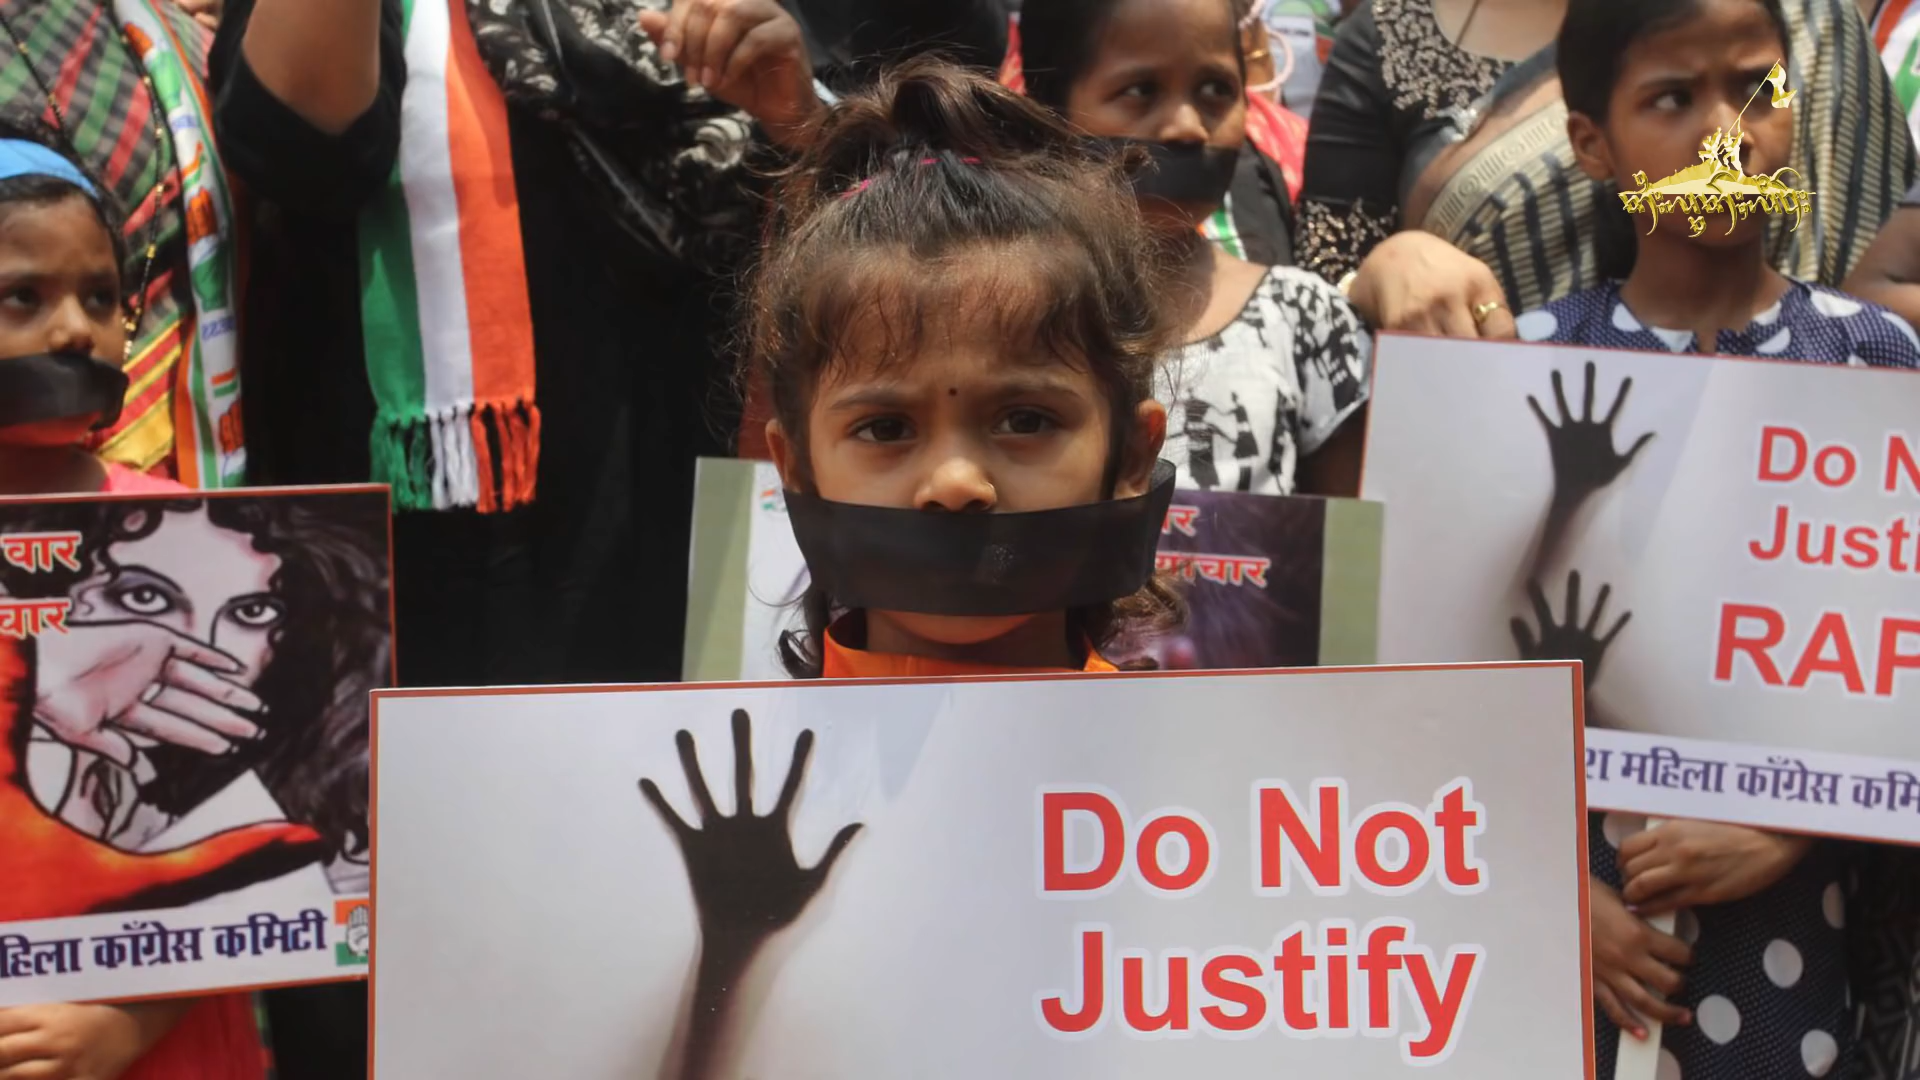 वार
चार
हिला काँग्रेस कमिटी
ार
याचार
Do Not
Justify
Do N
Justi
RAP
श महिला काँग्रेस कमि